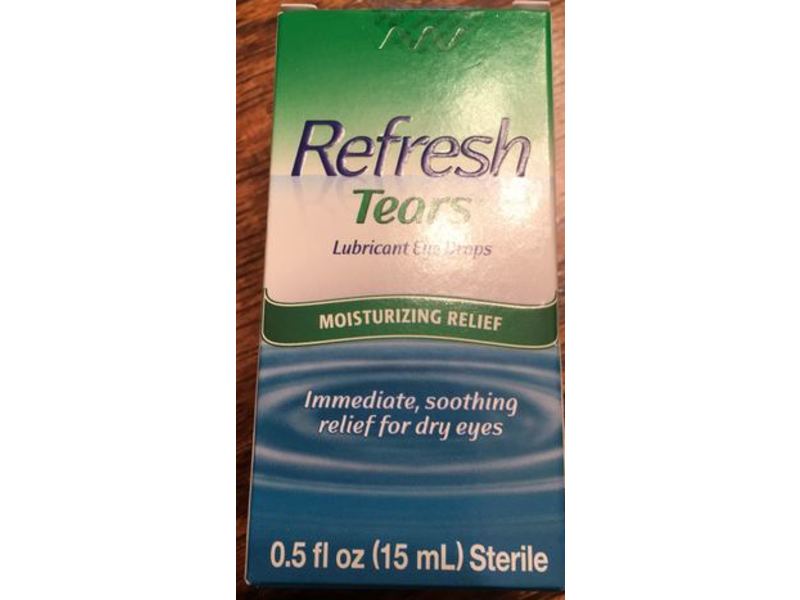 Refresh
Tears
Lubricant Eye Drops
MOISTURIZING RELIEF
Immediate, soothing
relief for dry eyes
0.5 fl oz (15 mL) Sterile